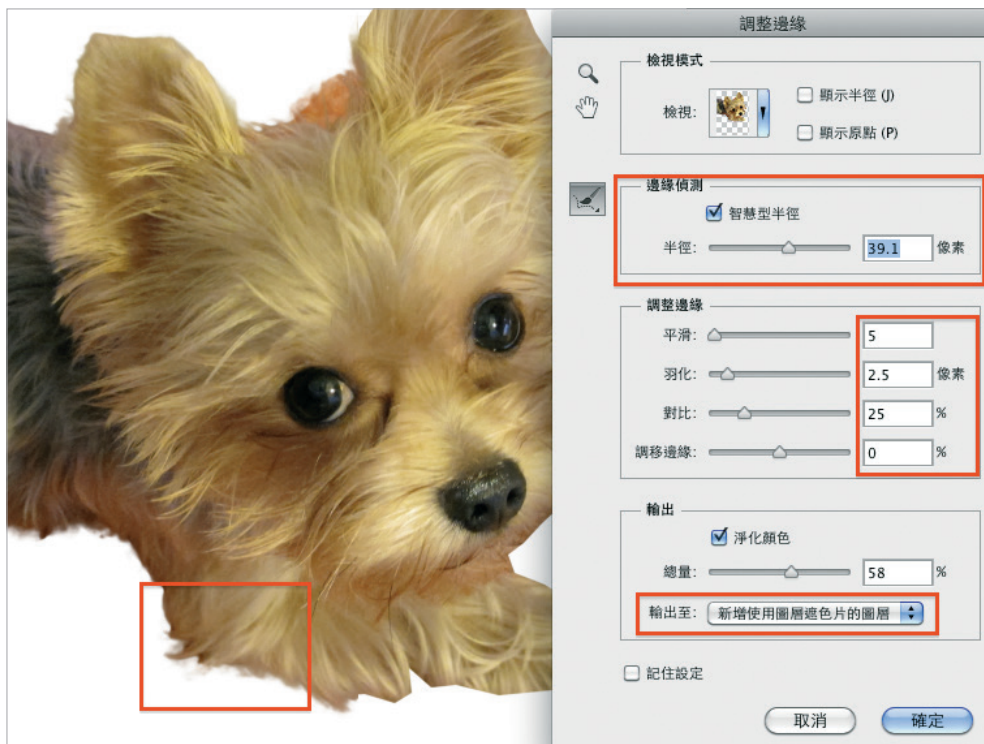 調整邊緣
檢視模式
檢視:
顯示半徑 (J)
顯示原點 (P)
邊緣偵測
智慧型半徑
半徑: 39.1 像素
調整邊緣
平滑: 5
羽化: 2.5 像素
對比: 25 %
調移邊緣: 0 %
輸出
淨化顏色
總量: 58 %
輸出至: 新增使用圖層遮色片的圖層
記住設定
取消 確定